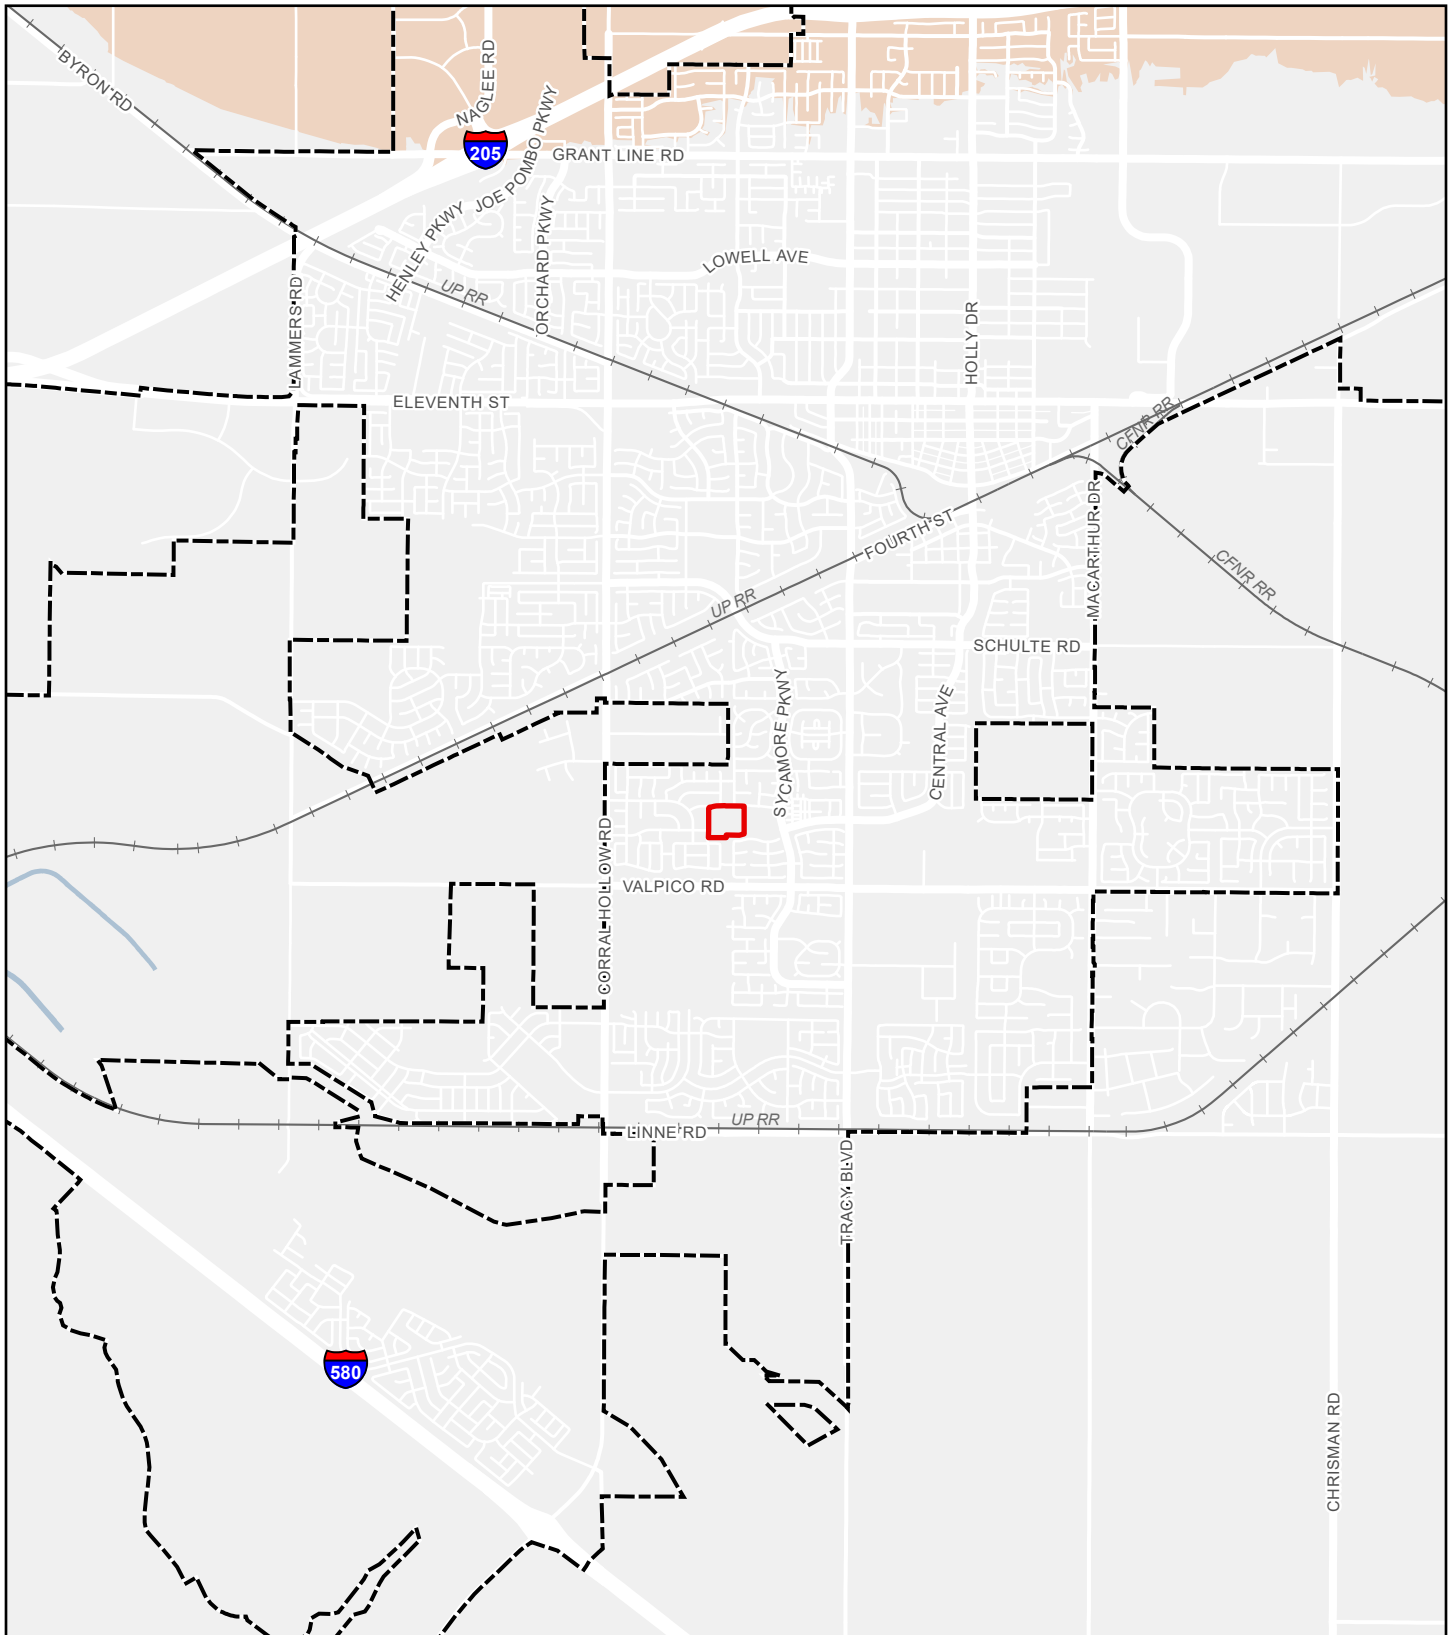 BYRON RD
NAGLEE RD
205
JOE POMBO PKWY
GRANT LINE RD
HENLEY PKWY
ORCHARD PKWY
LOWELL AVE
UP RR
LAMMERS RD
HOLLY DR
ELEVENTH ST
CFNR RR
FOURTH ST
MACARTHUR DR
CFNR RR
UP RR
SCHULTE RD
SYCAMORE PKWY
CENTRAL AVE
CORRAL HOLLOW RD
VALPICO RD
UP RR
LINNE RD
TRACY BLVD
580
CHRISMAN RD